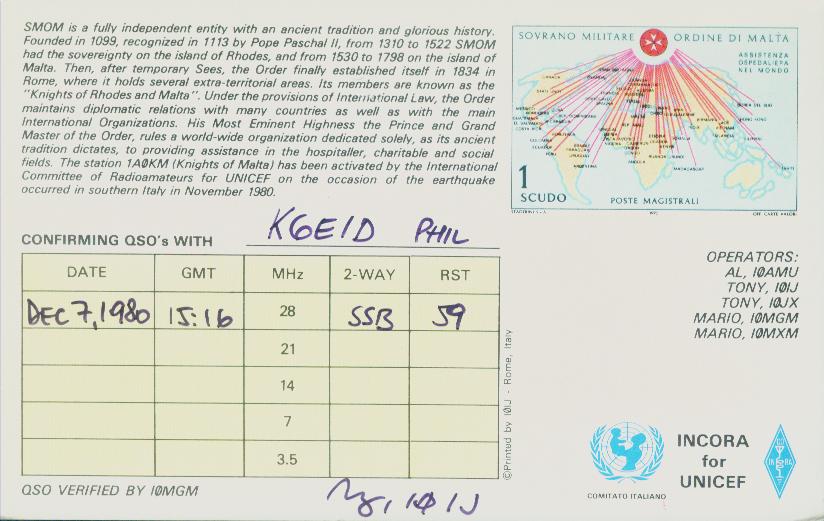 SMOM is a fully independent entity with an ancient tradition and glorious history.
Founded in 1099, recognized in 1113 by Pope Paschal II, from 1310 to 1522 SMOM
had the sovereignty on the island of Rhodes, and from 1530 to 1798 on the island of
Malta. Then, after temporary Sees, the Order finally established itself in 1834 in
Rome, where it holds several extra-territorial areas. Its members are known as the
"Knights of Rhodes and Malta". Under the provisions of International Law, the Order
maintains diplomatic relations with many countries as well as with the main
International Organizations. His Most Eminent Highness the Prince and Grand
Master of the Order, rules a world-wide organization dedicated solely, as its ancient
tradition dictates, to providing assistance in the hospitaller, charitable and social
fields. The station 1AØKM (Knights of Malta) has been activated by the International
Committee of Radioamateurs for UNICEF on the occasion of the earthquake
occurred in southern Italy in November 1980.
SOVRANO MILITARE ORDINE DI MALTA
ASSISTENZA
OSPEDALIERA
NEL MONDO
1
SCUDO
POSTE MAGISTRALI
CONFIRMING QSO's WITH K6EID PHIL
DATE GMT MHz 2-WAY RST
DEC 7, 1980 15:16 28 SSB 59
21
14
7
3.5
©Printed by IØIJ - Rome, Italy
QSO VERIFIED BY IØMGM
IØIJ
OPERATORS:
AL, IØAMU
TONY, IØIJ
TONY, IØJX
MARIO, IØMGM
MARIO, IØMXM
COMITATO ITALIANO
INCORA
for
UNICEF